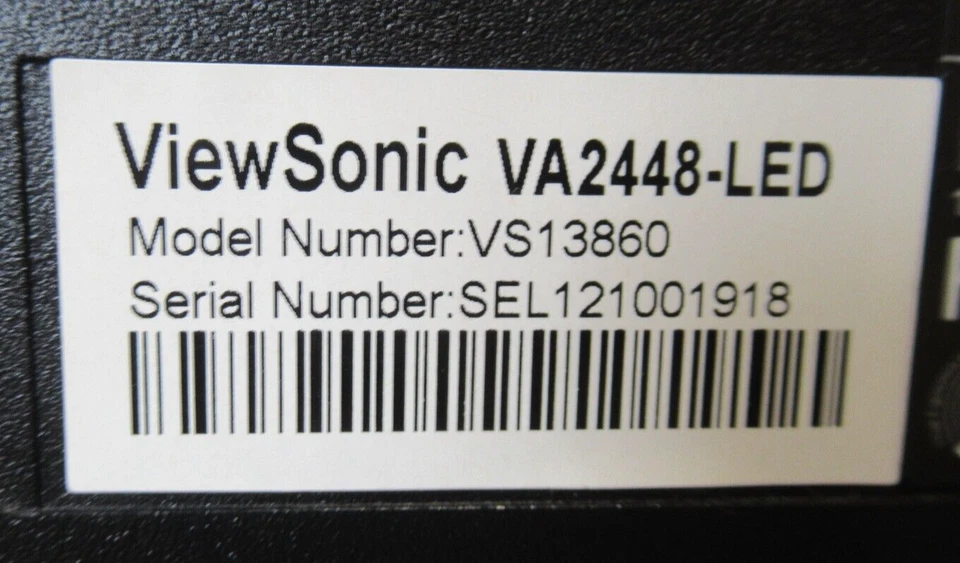 ViewSonic VA2448-LED
Model Number:VS13860
Serial Number:SEL121001918